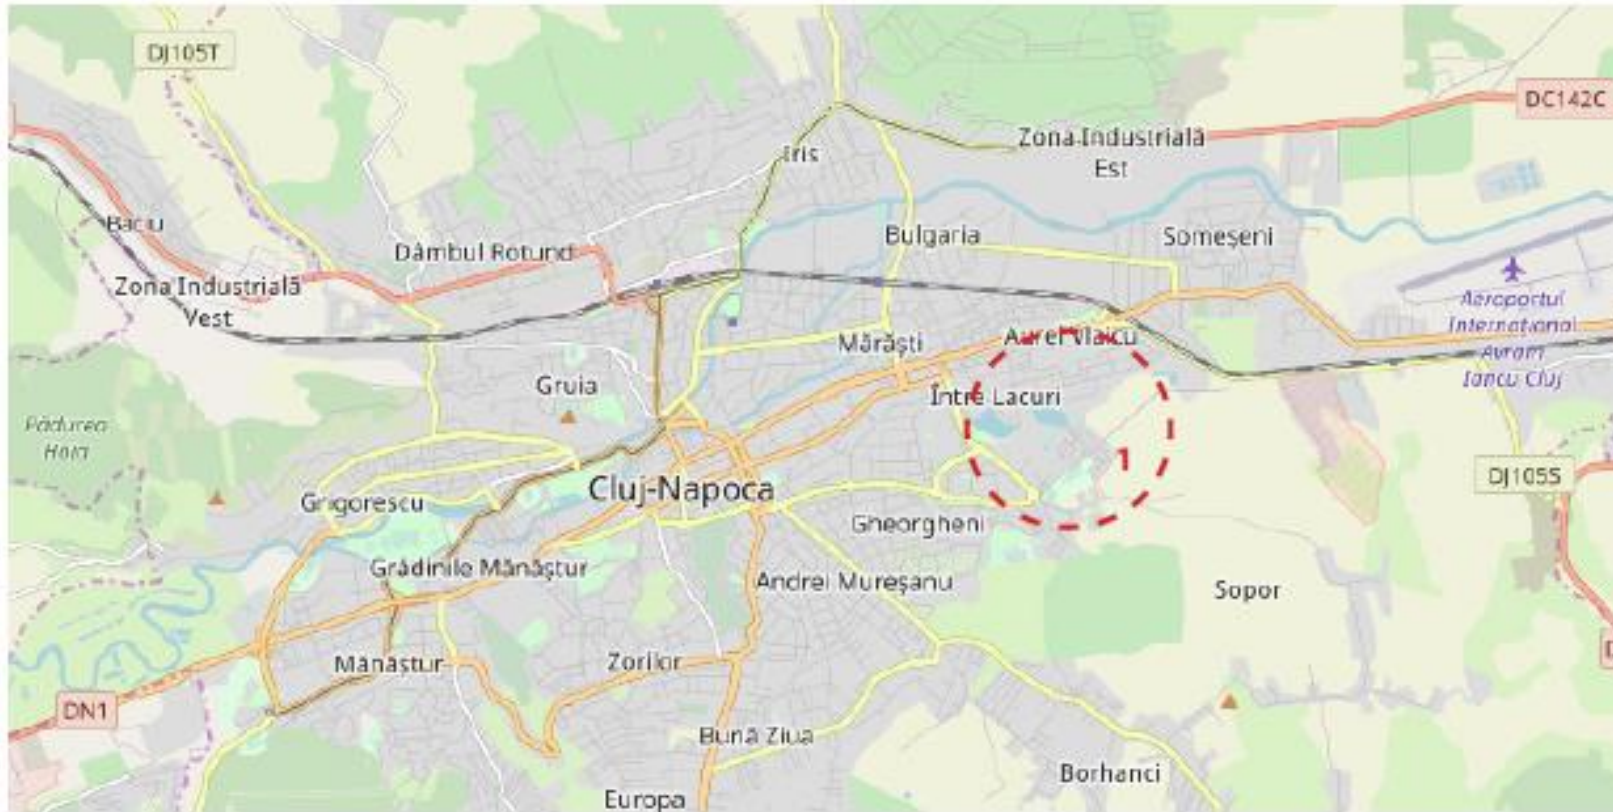 DJ105T
DC142C
Zona Industrială
Est
Iris
Baciu
Dâmbul Rotund
Bulgaria
Someșeni
Zona Industrială
Vest
Aeroportul
Internațional
Avram
Iancu Cluj
Mărăști
Aurel Vlaicu
Gruia
Între Lacuri
Pădurea
Hoia
1
DJ105S
Cluj-Napoca
Grigorescu
Gheorgheni
Grădinile Mănăștur
Andrei Mureșanu
Sopor
Mănăștur
Zorilor
DN1
Bună Ziua
Borhanci
Europa